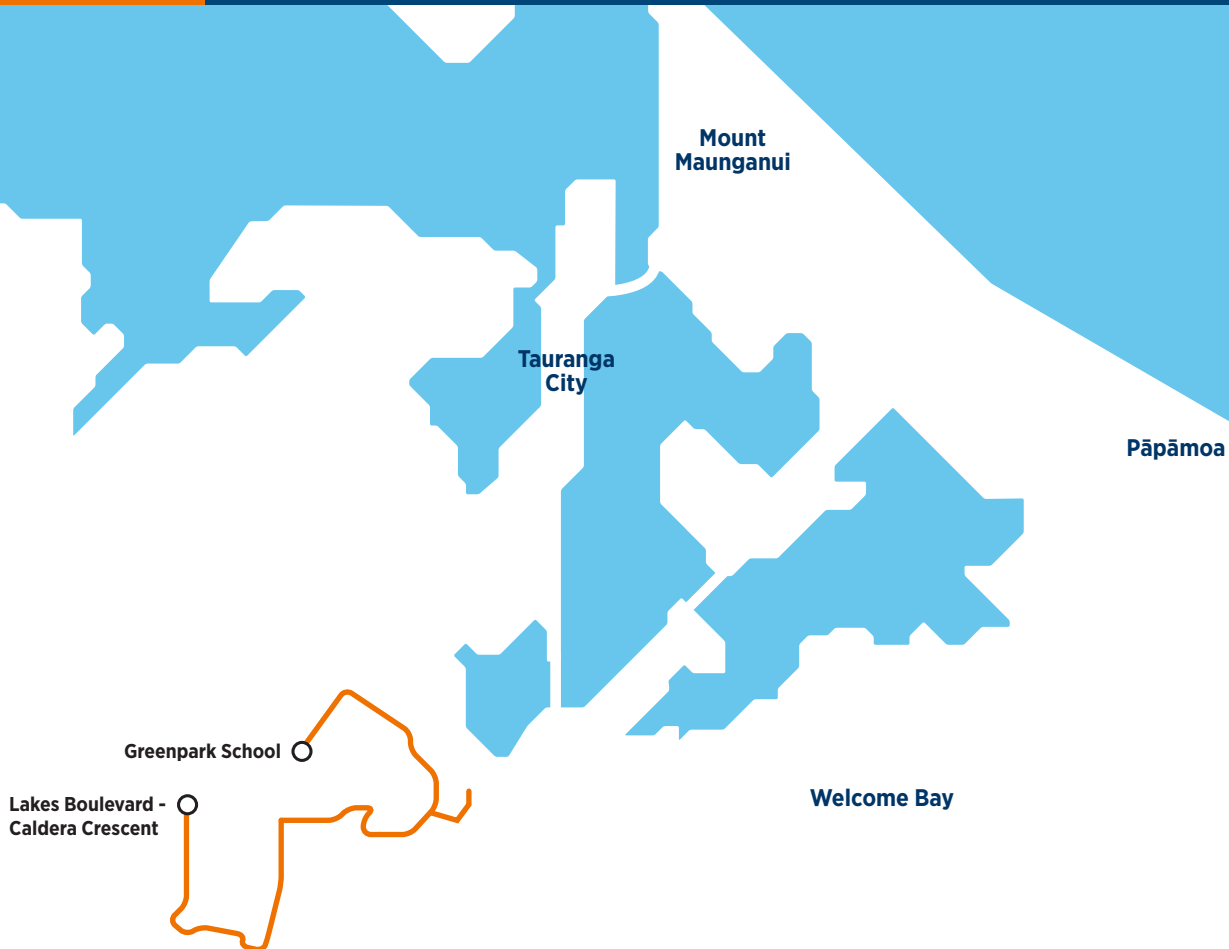 Mount
Maunganui
Tauranga
City
Pāpāmoa
Greenpark School
Lakes Boulevard -
Caldera Crescent
Welcome Bay